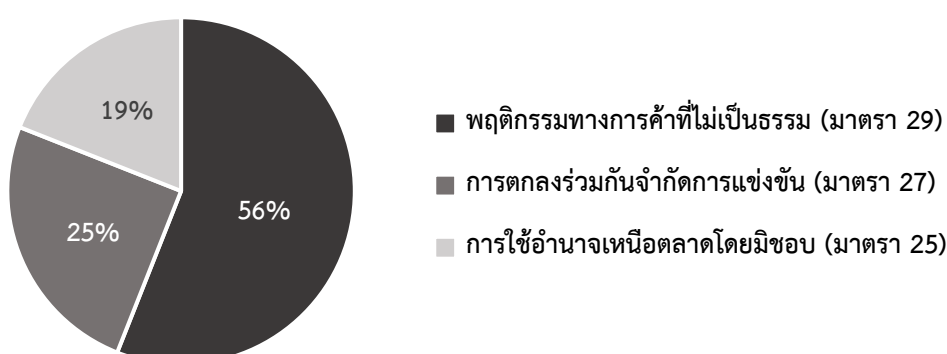 19%
56%
25%
พฤติกรรมทางการค้าที่ไม่เป็นธรรม (มาตรา 29)
การตกลงร่วมกันจำกัดการแข่งขัน (มาตรา 27)
การใช้อำนาจเหนือตลาดโดยมิชอบ (มาตรา 25)